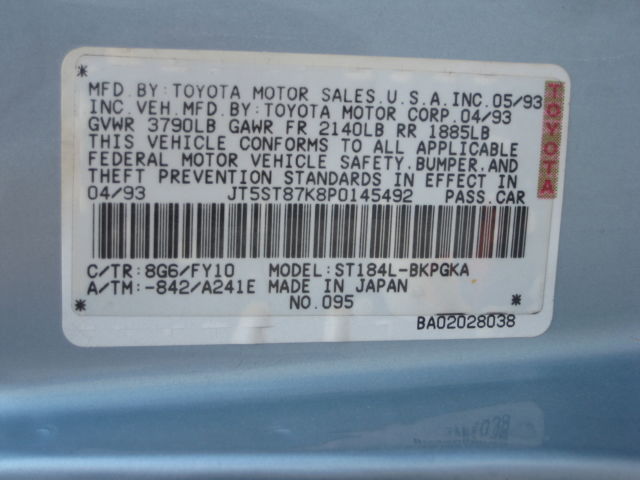 *
MFD.BY:TOYOTA MOTOR SALES.U.S.A.INC.05/93
INC.VEH.MFD.BY:TOYOTA MOTOR CORP.04/93
GVWR 3790LB GAWR FR 2140LB RR 1885LB
THIS VEHICLE CONFORMS TO ALL APPLICABLE
FEDERAL MOTOR VEHICLE SAFETY,BUMPER,AND
THEFT PREVENTION STANDARDS IN EFFECT IN
04/93 JT5ST87K8P0145492 PASS.CAR
C/TR:8G6/FY10 MODEL:ST184L-BKPGKA
A/TM:-842/A241E MADE IN JAPAN
* NO.095 *
BA02028038
TOYOTA